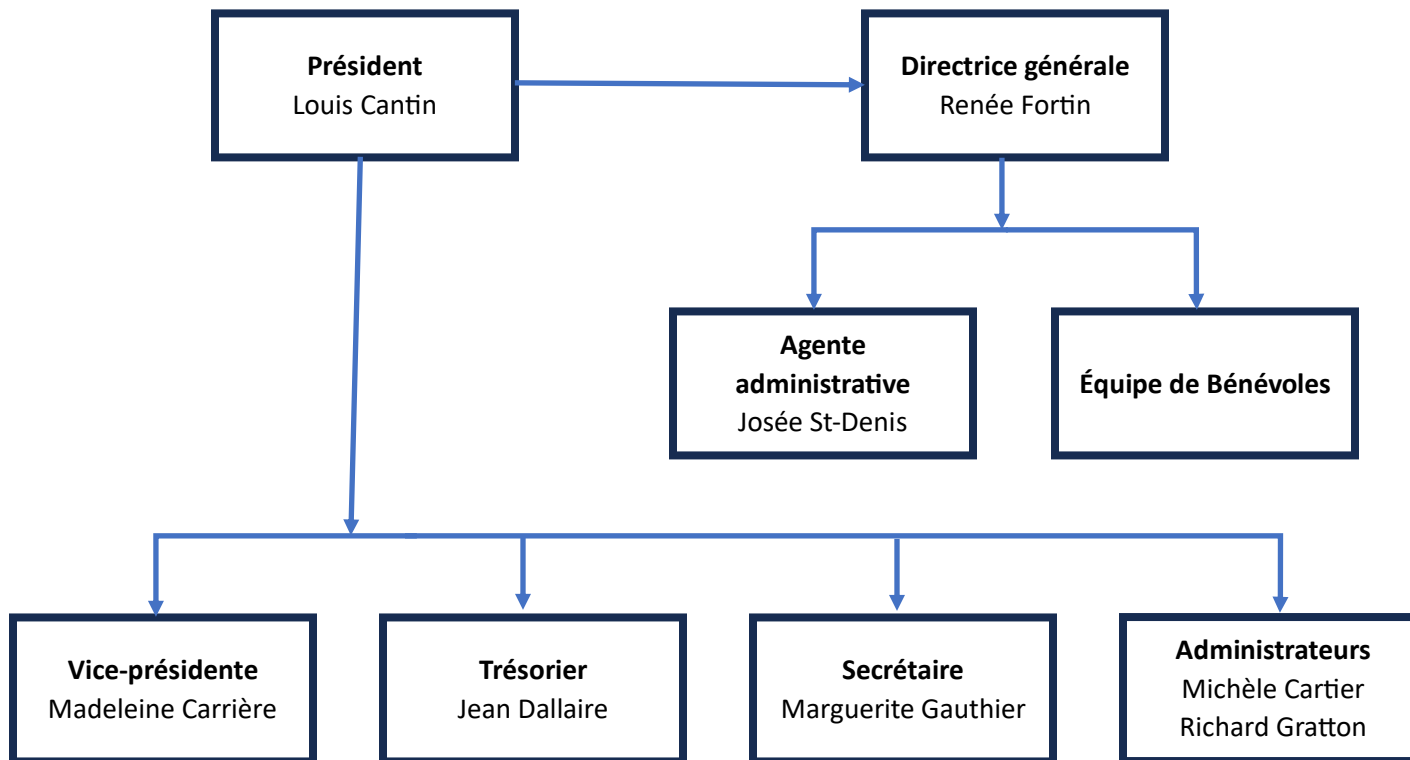 Président
Louis Cantin
Directrice générale
Renée Fortin
Agente
administrative
Josée St-Denis
Équipe de Bénévoles
Vice-présidente
Madeleine Carrière
Trésorier
Jean Dallaire
Secrétaire
Marguerite Gauthier
Administrateurs
Michèle Cartier
Richard Gratton